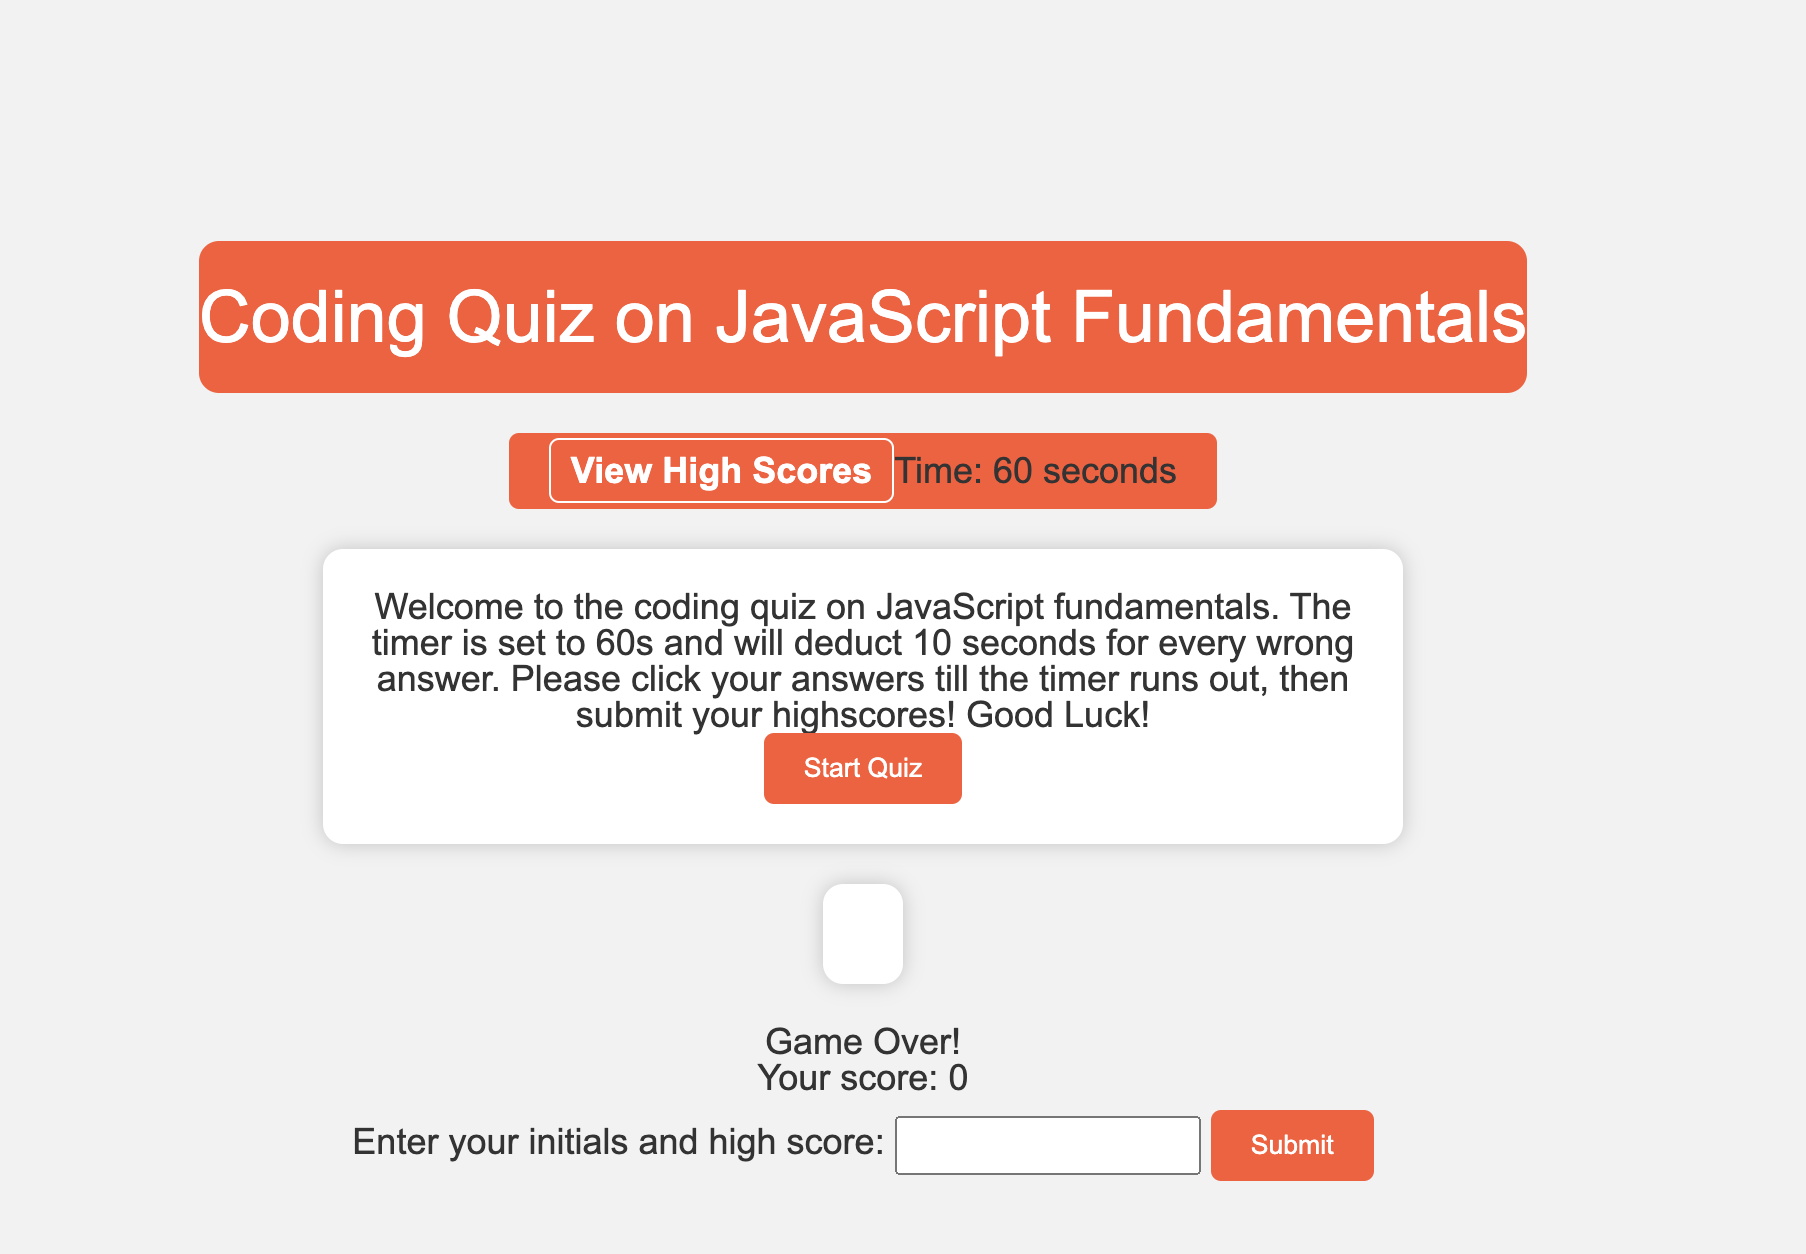 Coding Quiz on JavaScript Fundamentals
View High Scores Time: 60 seconds
Welcome to the coding quiz on JavaScript fundamentals. The
timer is set to 60s and will deduct 10 seconds for every wrong
answer. Please click your answers till the timer runs out, then
submit your highscores! Good Luck!
Start Quiz
Game Over!
Your score: 0
Enter your initials and high score: Submit